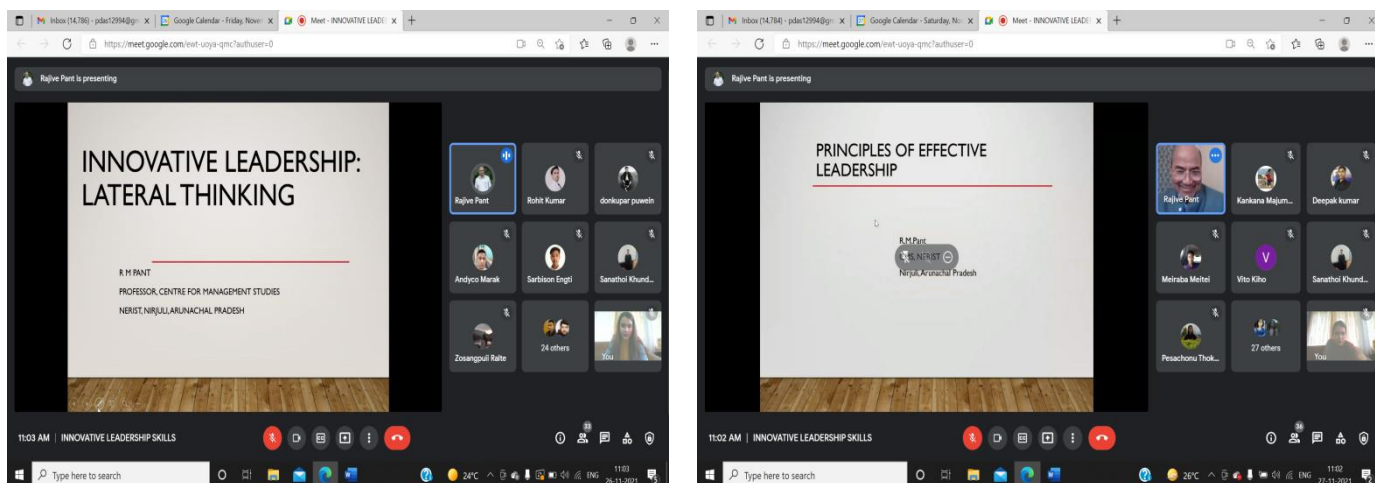 Inbox (14,786) - pdas12994@gm
Google Calendar - Friday, Novem
Meet - INNOVATIVE LEADE
https://meet.google.com/ewt-uoya-qmc?authuser=0
Rajive Pant is presenting
INNOVATIVE LEADERSHIP:
LATERAL THINKING
R M PANT
PROFESSOR, CENTRE FOR MANAGEMENT STUDIES
NERIST, NIRJULI, ARUNACHAL PRADESH
Rajive Pant
Rohit Kumar
donkupar puwein
Andyco Marak
Sarbison Engti
Sanathoi Khund...
Zosangpuii Ralte
24 others
You
11:03 AM | INNOVATIVE LEADERSHIP SKILLS
33
Type here to search
24°C
ENG
11:03
26-11-2021
Inbox (14,784) - pdas12994@gm
Google Calendar - Saturday, No
Meet - INNOVATIVE LEADE
https://meet.google.com/ewt-uoya-qmc?authuser=0
Rajive Pant is presenting
PRINCIPLES OF EFFECTIVE
LEADERSHIP
R.M.Pant
NERIST
Nirjuli, Arunachal Pradesh
Rajive Pant
Kankana Majum...
Deepak kumar
Meiraba Meitei
V
Vito Kiho
Sanathoi Khund...
Pesachonu Thok...
27 others
You
11:02 AM | INNOVATIVE LEADERSHIP SKILLS
36
Type here to search
26°C
ENG
11:02
27-11-2021